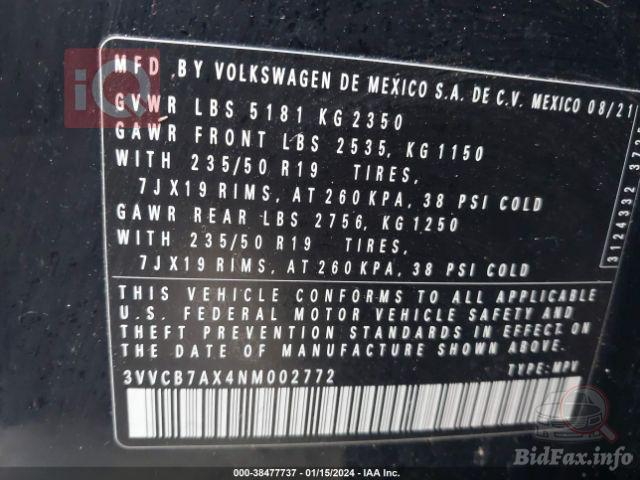 iQ
MFD. BY VOLKSWAGEN DE MEXICO S.A. DE C.V. MEXICO 08/21
GVWR LBS 5181 KG 2350
GAWR FRONT LBS 2535, KG 1150
WITH 235/50 R19 TIRES,
7JX19 RIMS, AT 260 KPA, 38 PSI COLD
GAWR REAR LBS 2756, KG 1250
WITH 235/50 R19 TIRES,
7JX19 RIMS, AT 260 KPA, 38 PSI COLD
THIS VEHICLE CONFORMS TO ALL APPLICABLE
U.S. FEDERAL MOTOR VEHICLE SAFETY AND
THEFT PREVENTION STANDARDS IN EFFECT ON
THE DATE OF MANUFACTURE SHOWN ABOVE.
3VVCB7AX4NM002772 TYPE: MPV
3124332 372
000-38477737 - 01/15/2024 - IAA Inc.
BidFax.info